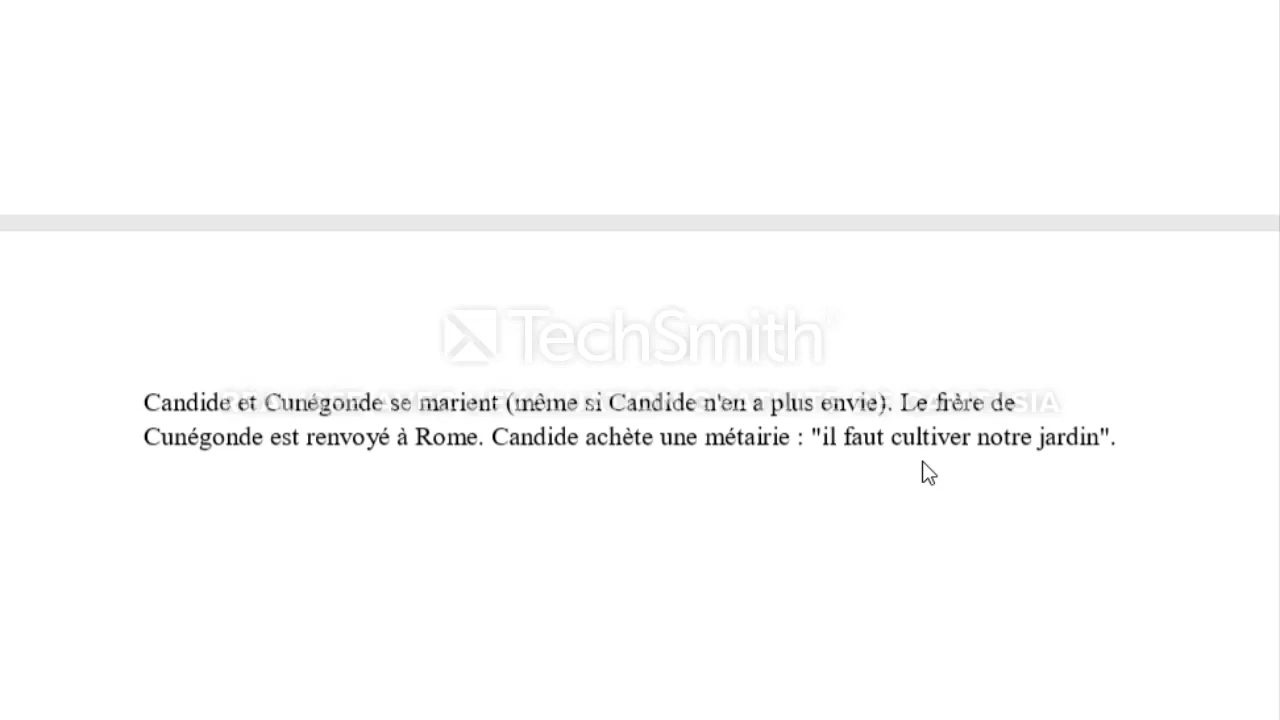 TechSmith
Candide et Cunégonde se marient (même si Candide n'en a plus envie). Le frère de
Cunégonde est renvoyé à Rome. Candide achète une métairie : "il faut cultiver notre jardin".